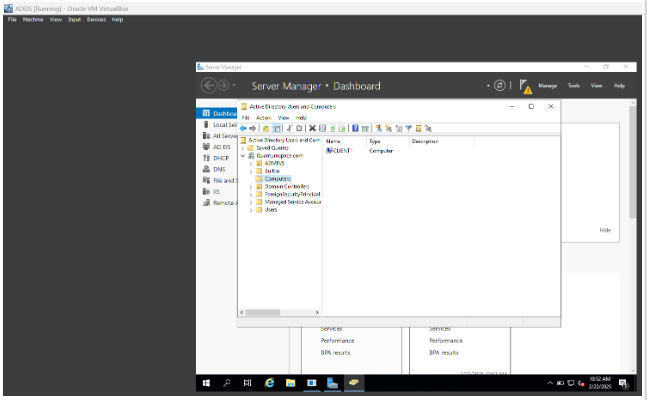 ADDS [Running] - Oracle VM VirtualBox
File Machine View Input Devices Help
Server Manager
Server Manager • Dashboard
Manage Tools View Help
Dashboa
Local Ser
All Serve
AD DS
DHCP
DNS
File and S
IIS
Remote A
Active Directory Users and Computers
File Action View Help
Active Directory Users and Com
Saved Queries
Quantumspace.com
ADMINS
Builtin
Computers
Domain Controllers
ForeignSecurityPrincipal
Managed Service Accoun
Users
Name Type Description
CLIENT1 Computer
Hide
Services
Performance
BPA results
Services
Performance
BPA results
10:52 AM
2/22/2025